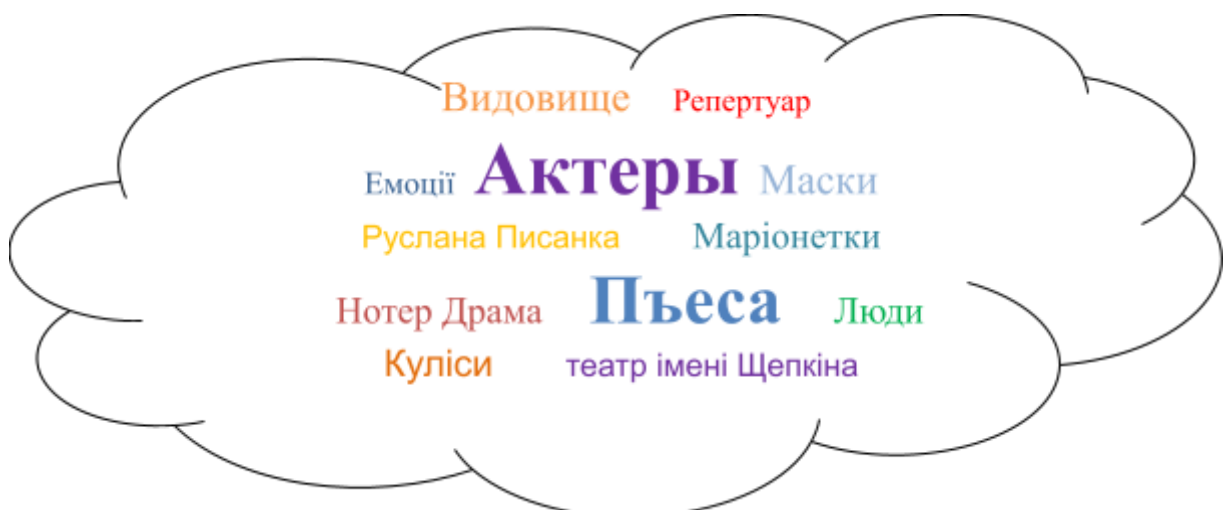 Видовище Репертуар
Емоції Актеры Маски
Руслана Писанка Маріонетки
Нотер Драма Пъеса Люди
Куліси театр імені Щепкіна